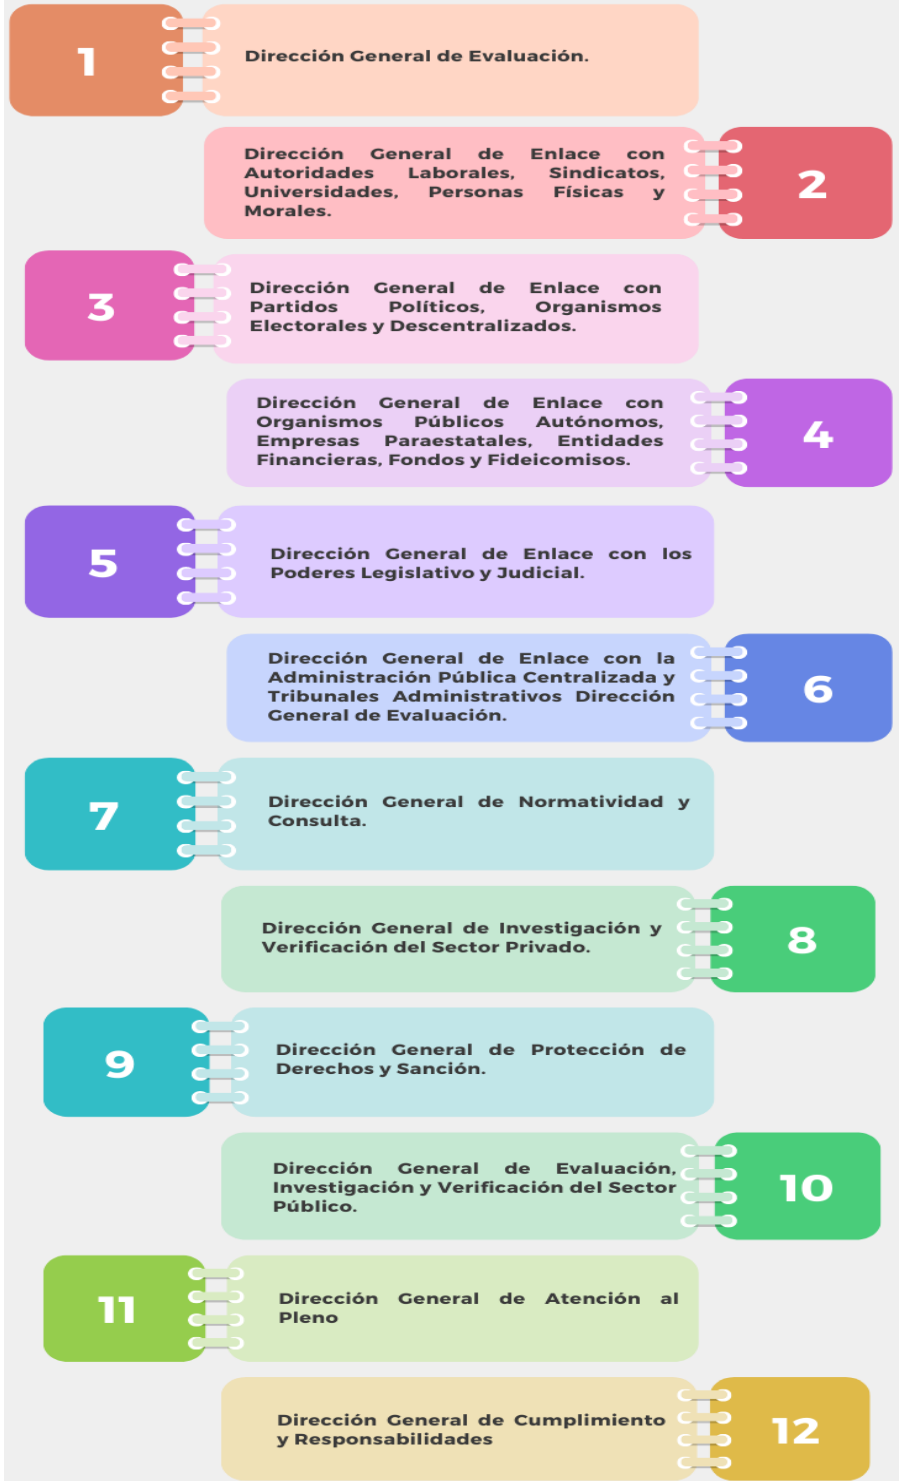 1
Dirección General de Evaluación.
Dirección General de Enlace con
Autoridades Laborales, Sindicatos,
Universidades, Personas Físicas y
Morales.
2
3
Dirección General de Enlace con
Partidos Políticos, Organismos
Electorales y Descentralizados.
Dirección General de Enlace con
Organismos Públicos Autónomos,
Empresas Paraestatales, Entidades
Financieras, Fondos y Fideicomisos.
4
5
Dirección General de Enlace con los
Poderes Legislativo y Judicial.
Dirección General de Enlace con la
Administración Pública Centralizada y
Tribunales Administrativos Dirección
General de Evaluación.
6
7
Dirección General de Normatividad y
Consulta.
Dirección General de Investigación y
Verificación del Sector Privado.
8
9
Dirección General de Protección de
Derechos y Sanción.
Dirección General de Evaluación,
Investigación y Verificación del Sector
Público.
10
11
Dirección General de Atención al
Pleno
Dirección General de Cumplimiento
y Responsabilidades
12